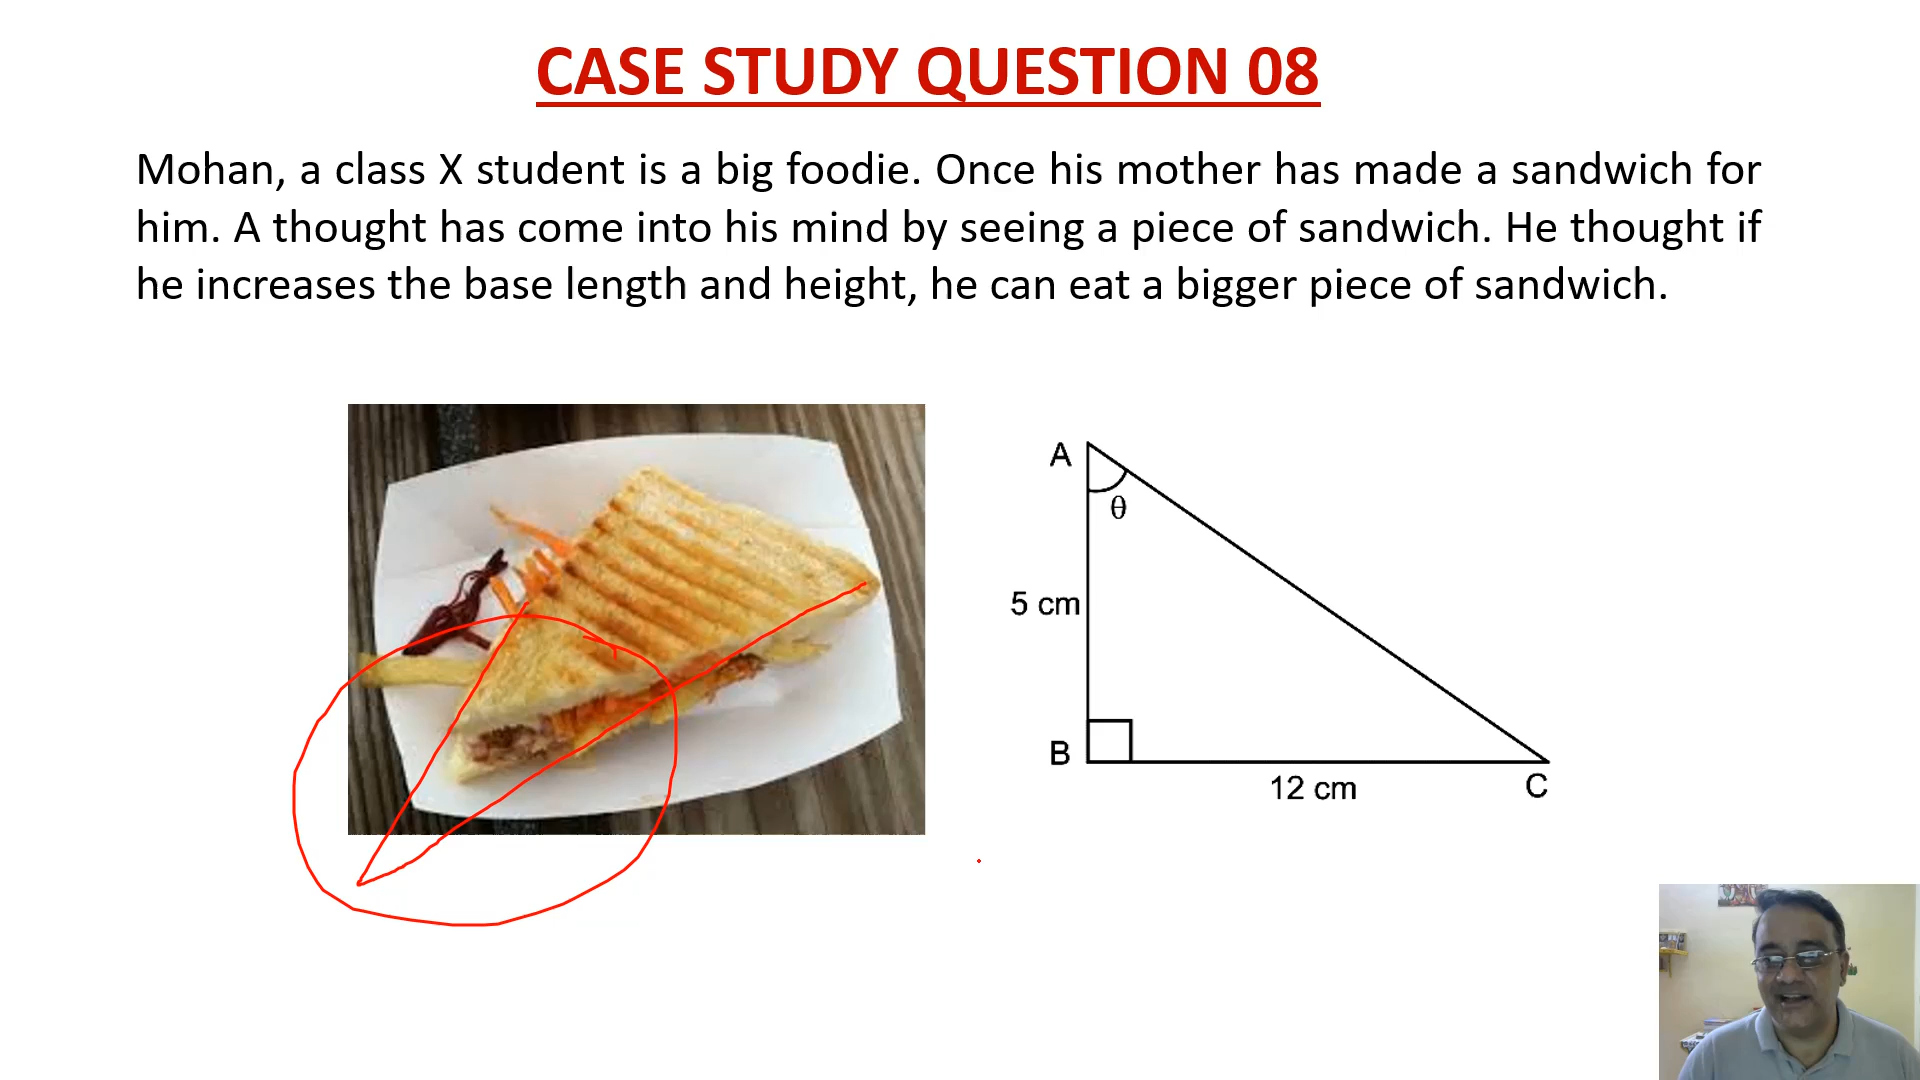 CASE STUDY QUESTION 08
Mohan, a class X student is a big foodie. Once his mother has made a sandwich for
him. A thought has come into his mind by seeing a piece of sandwich. He thought if
he increases the base length and height, he can eat a bigger piece of sandwich.
A
θ
5 cm
B
12 cm
C